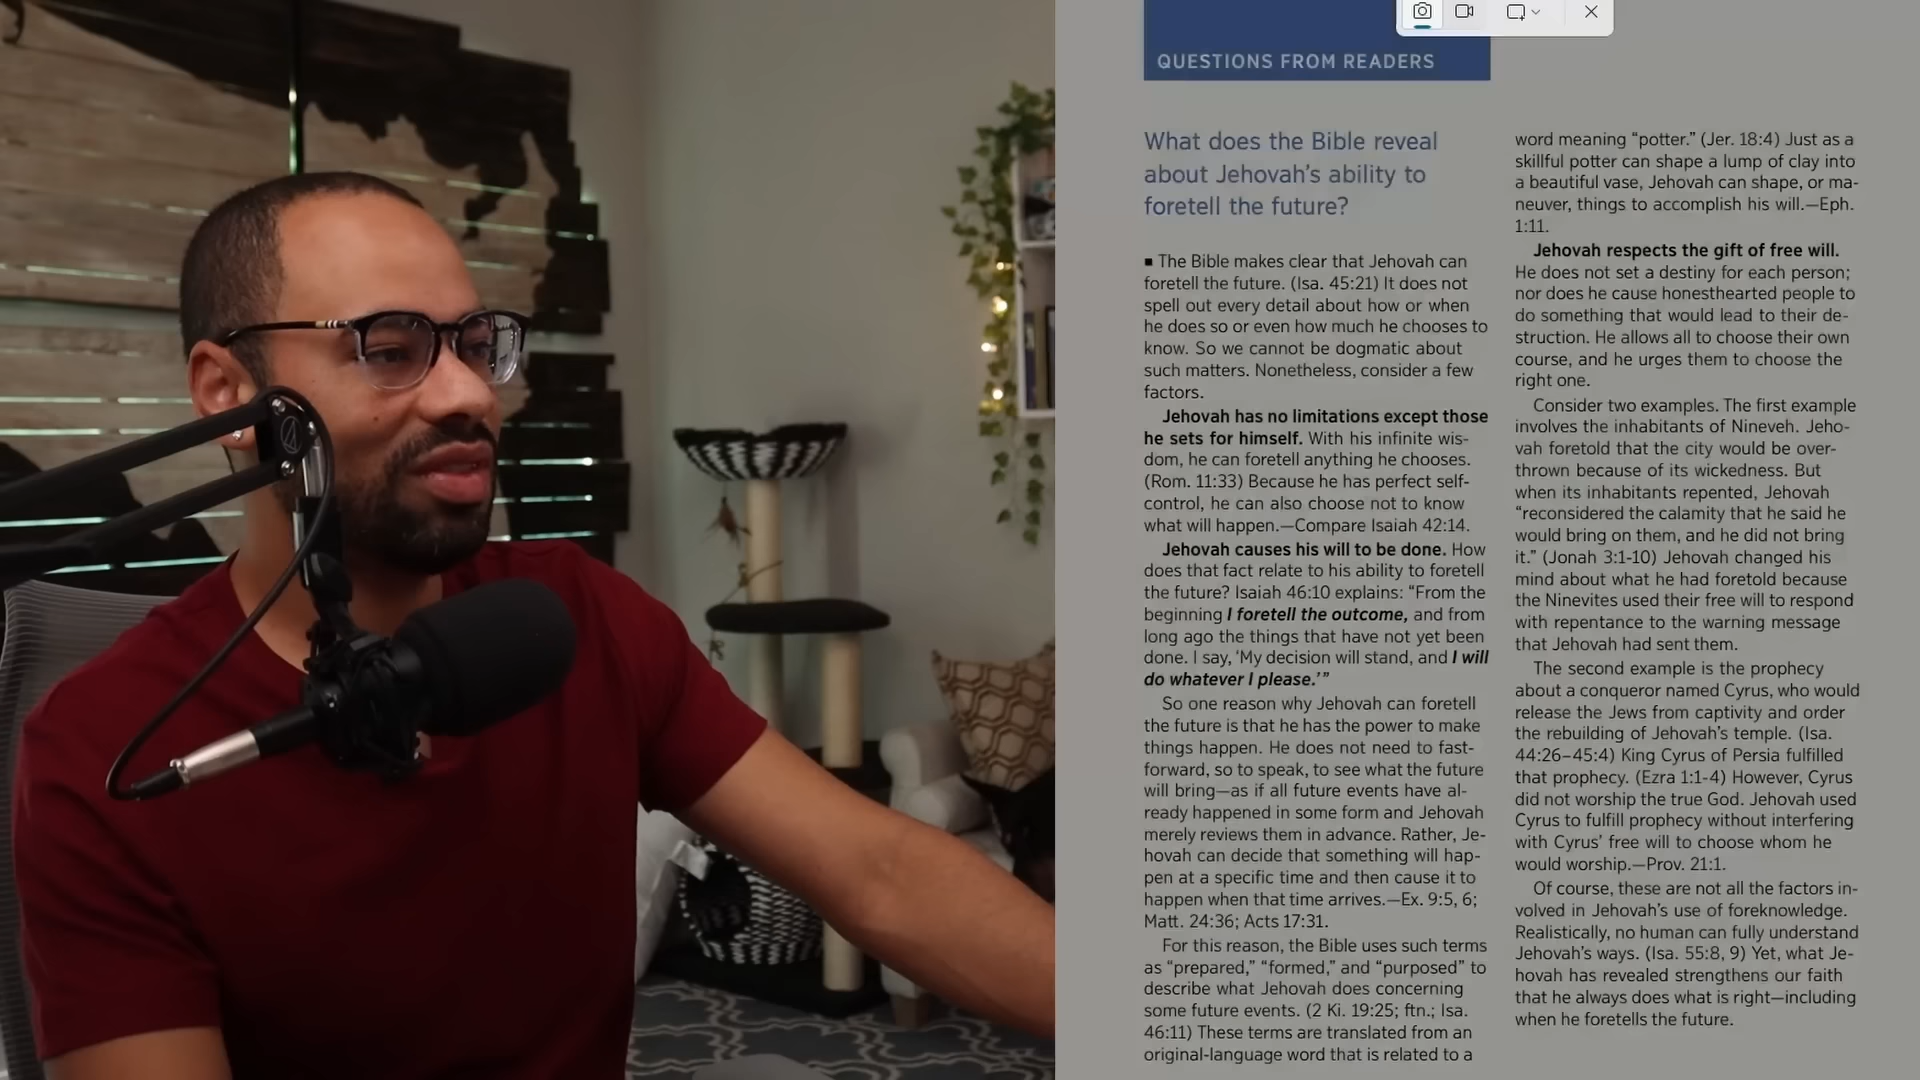 QUESTIONS FROM READERS
What does the Bible reveal
about Jehovah’s ability to
foretell the future?
■ The Bible makes clear that Jehovah can
foretell the future. (Isa. 45:21) It does not
spell out every detail about how or when
he does so or even how much he chooses to
know. So we cannot be dogmatic about
such matters. Nonetheless, consider a few
factors.
Jehovah has no limitations except those
he sets for himself. With his infinite wis-
dom, he can foretell anything he chooses.
(Rom. 11:33) Because he has perfect self-
control, he can also choose not to know
what will happen.—Compare Isaiah 42:14.
Jehovah causes his will to be done. How
does that fact relate to his ability to foretell
the future? Isaiah 46:10 explains: “From the
beginning I foretell the outcome, and from
long ago the things that have not yet been
done. I say, ‘My decision will stand, and I will
do whatever I please.’”
So one reason why Jehovah can foretell
the future is that he has the power to make
things happen. He does not need to fast-
forward, so to speak, to see what the future
will bring—as if all future events have al-
ready happened in some form and Jehovah
merely reviews them in advance. Rather, Je-
hovah can decide that something will hap-
pen at a specific time and then cause it to
happen when that time arrives.—Ex. 9:5, 6;
Matt. 24:36; Acts 17:31.
For this reason, the Bible uses such terms
as “prepared,” “formed,” and “purposed” to
describe what Jehovah does concerning
some future events. (2 Ki. 19:25; ftn.; Isa.
46:11) These terms are translated from an
original-language word that is related to a
word meaning “potter.” (Jer. 18:4) Just as a
skillful potter can shape a lump of clay into
a beautiful vase, Jehovah can shape, or ma-
neuver, things to accomplish his will.—Eph.
1:11.
Jehovah respects the gift of free will.
He does not set a destiny for each person;
nor does he cause honesthearted people to
do something that would lead to their de-
struction. He allows all to choose their own
course, and he urges them to choose the
right one.
Consider two examples. The first example
involves the inhabitants of Nineveh. Jeho-
vah foretold that the city would be over-
thrown because of its wickedness. But
when its inhabitants repented, Jehovah
“reconsidered the calamity that he said he
would bring on them, and he did not bring
it.” (Jonah 3:1-10) Jehovah changed his
mind about what he had foretold because
the Ninevites used their free will to respond
with repentance to the warning message
that Jehovah had sent them.
The second example is the prophecy
about a conqueror named Cyrus, who would
release the Jews from captivity and order
the rebuilding of Jehovah’s temple. (Isa.
44:26–45:4) King Cyrus of Persia fulfilled
that prophecy. (Ezra 1:1-4) However, Cyrus
did not worship the true God. Jehovah used
Cyrus to fulfill prophecy without interfering
with Cyrus’ free will to choose whom he
would worship.—Prov. 21:1.
Of course, these are not all the factors in-
volved in Jehovah’s use of foreknowledge.
Realistically, no human can fully understand
Jehovah’s ways. (Isa. 55:8, 9) Yet, what Je-
hovah has revealed strengthens our faith
that he always does what is right—including
when he foretells the future.